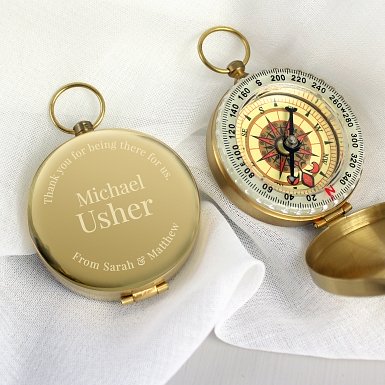 Thank you for being there for us.
Michael
Usher
From Sarah & Matthew
N